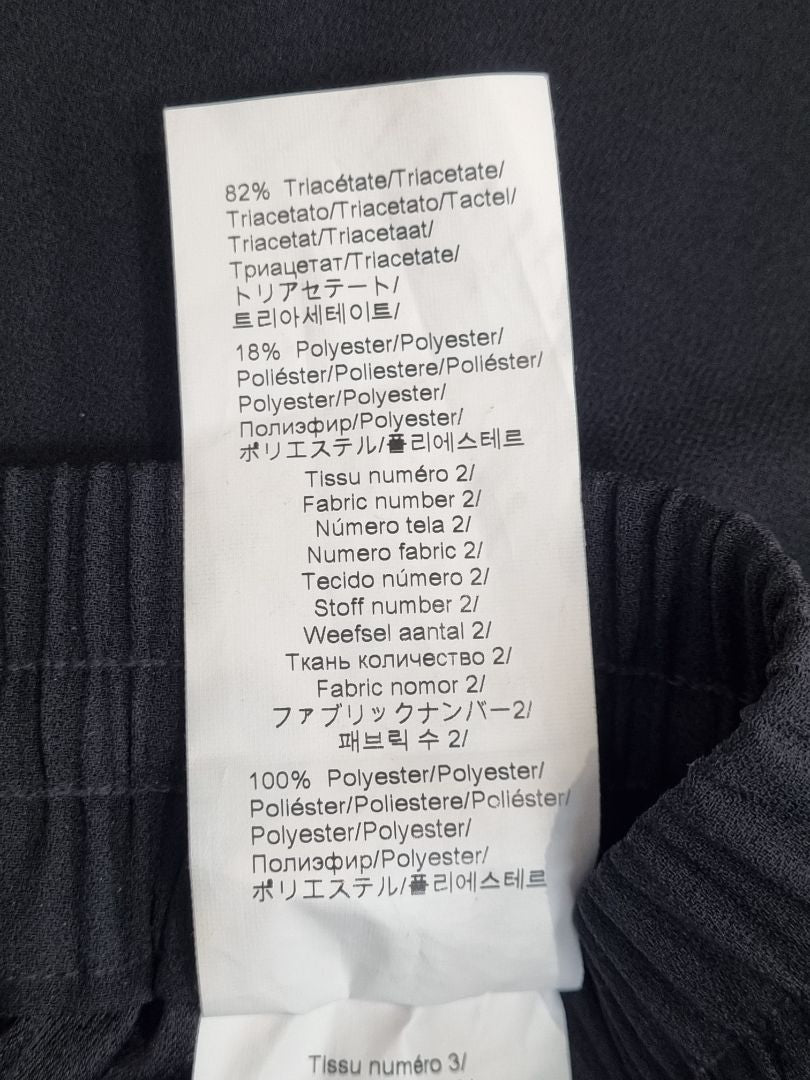 82% Triacétate/Triacetate/
Triacetato/Triacetato/Tactel/
Triacetat/Triacetaat/
Триацетат/Triacetate/
トリアセテート/
트리아세테이트/
18% Polyester/Polyester/
Poliéster/Poliestere/Poliéster/
Polyester/Polyester/
Полиэфир/Polyester/
ポリエステル/폴리에스테르
Tissu numéro 2/
Fabric number 2/
Número tela 2/
Numero fabric 2/
Tecido número 2/
Stoff number 2/
Weefsel aantal 2/
Ткань количество 2/
Fabric nomor 2/
ファブリックナンバー2/
패브릭 수 2/
100% Polyester/Polyester/
Poliéster/Poliestere/Poliéster/
Polyester/Polyester/
Полиэфир/Polyester/
ポリエステル/폴리에스테르
Tissu numéro 3/